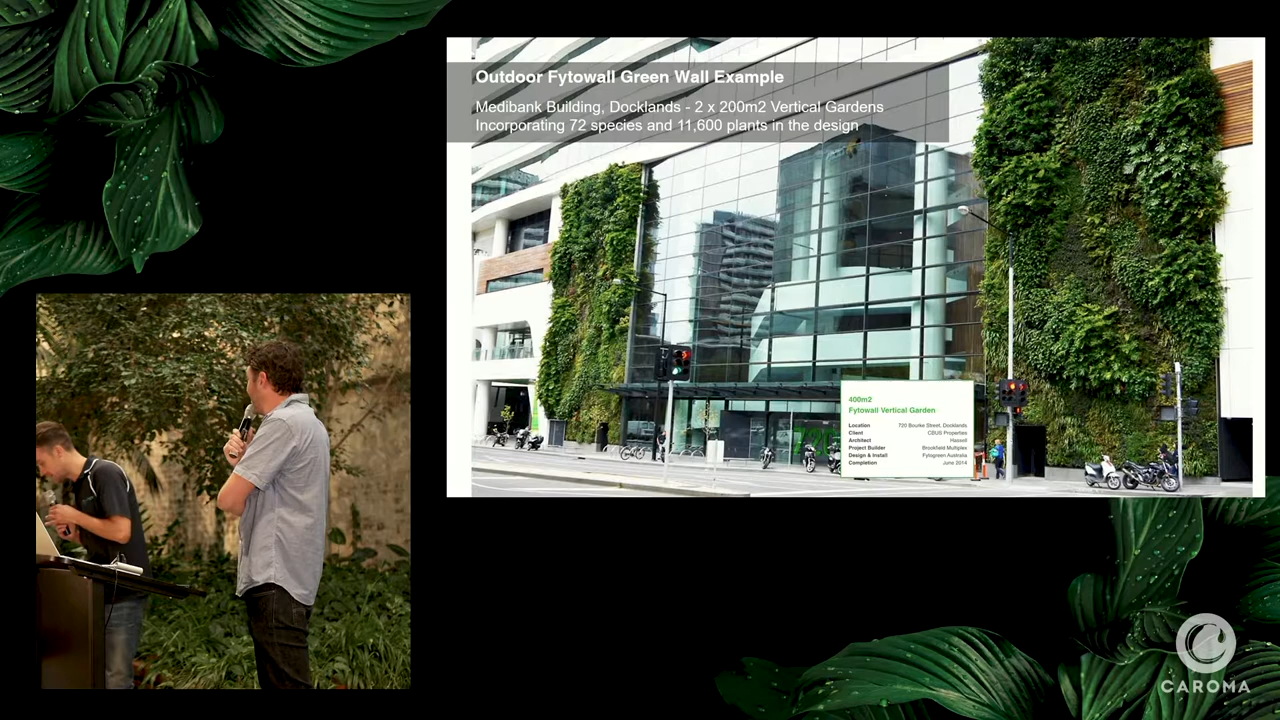 Outdoor Fytowall Green Wall Example
Medibank Building, Docklands - 2 x 200m2 Vertical Gardens
Incorporating 72 species and 11,600 plants in the design
400m2
Fytowall Vertical Garden
Location 720 Bourke Street, Docklands
Client CBUS Properties
Architect Hassell
Project Builder Brookfield Multiplex
Design & Install Fytogreen Australia
Completion June 2014
CAROMA